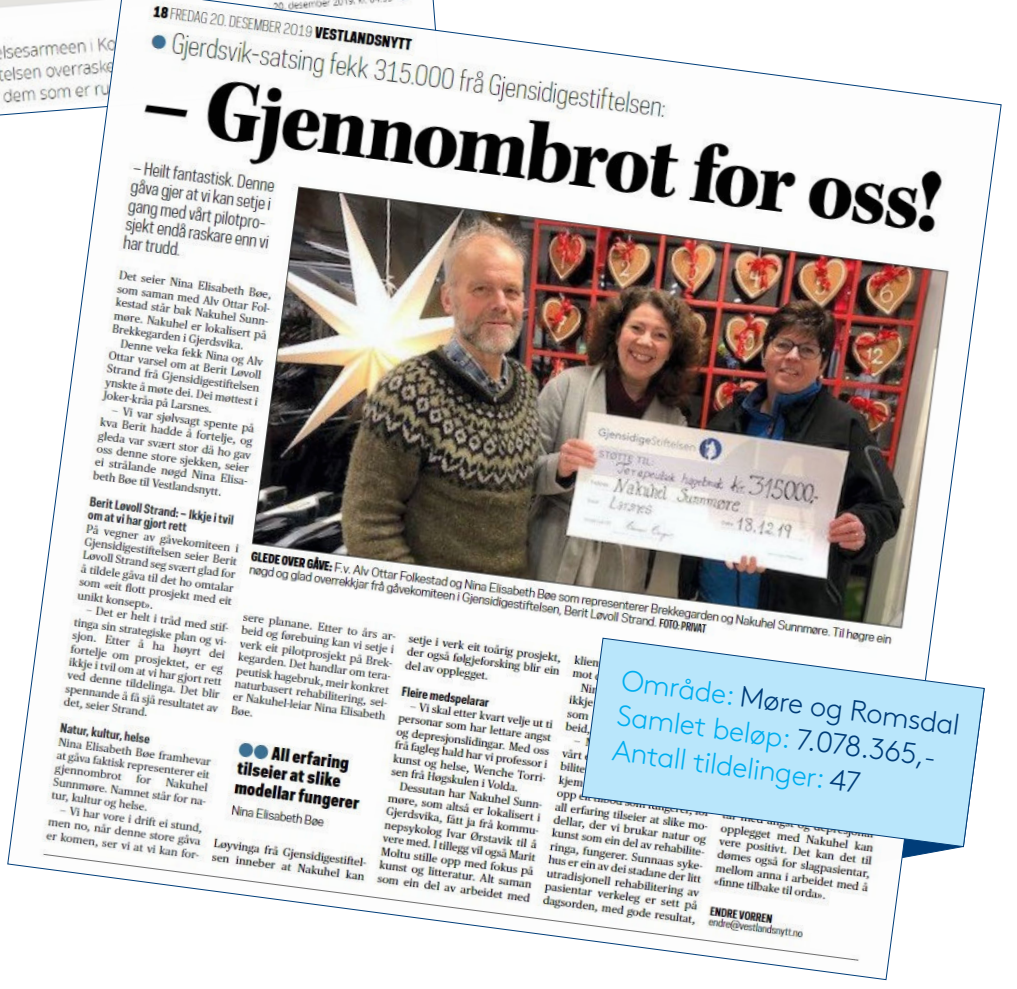 20. desember 2019, kl.
elsesarmeen i Ko
telsen overraske
dem som er ru
18 FREDAG 20. DESEMBER 2019 VESTLANDSNYTT
● Gjerdsvik-satsing fekk 315.000 frå Gjensidigestiftelsen:
– Gjennombrot for oss!
– Heilt fantastisk. Denne
gåva gjer at vi kan setje i
gang med vårt pilotpro-
sjekt endå raskare enn vi
har trudd.
Det seier Nina Elisabeth Bøe,
som saman med Alv Ottar Fol-
kestad står bak Nakuhel Sunn-
møre. Nakuhel er lokalisert på
Brekkegarden i Gjerdsvika.
Denne veka fekk Nina og Alv
Ottar varsel om at Berit Løvoll
Strand frå Gjensidigestiftelsen
ynskte å møte dei. Dei møttest i
Joker-kråa på Larsnes.
– Vi var sjølvsagt spente på
kva Berit hadde å fortelje, og
gleda var svært stor då ho gav
oss denne store sjekken, seier
ei strålande nøgd Nina Elisa-
beth Bøe til Vestlandsnytt.
Berit Løvoll Strand: – Ikkje i tvil
om at vi har gjort rett
På vegner av gåvekomiteen i
Gjensidigestiftelsen seier Berit
Løvoll Strand seg svært glad for
å tildele gåva til det ho omtalar
som «eit flott prosjekt med eit
unikt konsept».
– Det er helt i tråd med stif-
tinga sin strategiske plan og vi-
sjon. Etter å ha høyrt dei
fortelje om prosjektet, er eg
ikkje i tvil om at vi har gjort rett
ved denne tildelinga. Det blir
spennande å få sjå resultatet av
det, seier Strand.
Natur, kultur, helse
Nina Elisabeth Bøe framhevar
at gåva faktisk representerer eit
gjennombrot for Nakuhel
Sunnmøre. Namnet står for na-
tur, kultur og helse.
– Vi har vore i drift ei stund,
men no, når denne store gåva
er komen, ser vi at vi kan for-
2
4
6
7
10
12
GjensidigeStiftelsen
STØTTE TIL:
Terapeutisk hagebruk Kr. 315000,-
Nakuhel Sunnmøre
Larsnes
18.12.19
GLEDE OVER GÅVE: F.v. Alv Ottar Folkestad og Nina Elisabeth Bøe som representerer Brekkegarden og Nakuhel Sunnmøre. Til høgre ein
nøgd og glad overrekkjar frå gåvekomiteen i Gjensidigestiftelsen, Berit Løvoll Strand. FOTO: PRIVAT
sere planane. Etter to års ar-
beid og førebuing kan vi setje i
verk eit pilotprosjekt på Brek-
kegarden. Det handlar om tera-
peutisk hagebruk, meir konkret
naturbasert rehabilitering, sei-
er Nakuhel-leiar Nina Elisabeth
Bøe.
●● All erfaring
tilseier at slike
modellar fungerer
Nina Elisabeth Bøe
Løyvinga frå Gjensidigestiftel-
sen inneber at Nakuhel kan
setje i verk eit toårig prosjekt,
der også følgjeforsking blir ein
del av opplegget.
Fleire medspelarar
– Vi skal etter kvart velje ut ti
personar som har lettare angst
og depresjonslidingar. Med oss
frå fagleg hald har vi professor i
kunst og helse, Wenche Torri-
sen frå Høgskulen i Volda.
Dessutan har Nakuhel Sunn-
møre, som altså er lokalisert i
Gjerdsvika, fått ja frå kommu-
nepsykolog Ivar Ørstavik til å
vere med. I tillegg vil også Marit
Moltu stille opp med fokus på
kunst og litteratur. Alt saman
som ein del av arbeidet med
klien
mot
Nin
ikkje
som
beid,
vårt
bilite
kjem
opp
all erfaring tilseier at slike mo-
dellar, der vi brukar natur og
kunst som ein del av rehabilite-
ringa, fungerer. Sunnaas syke-
hus er ein av dei stadane der litt
utradisjonell rehabilitering av
pasientar verkeleg er sett på
dagsorden, med gode resultat,
opplegget med Nakuhel kan
vere positivt. Det kan det til
dømes også for slagpasientar,
mellom anna i arbeidet med å
«finne tilbake til orda».
ENDRE VORREN
endre@vestlandsnytt.no
Område: Møre og Romsdal
Samlet beløp: 7.078.365,-
Antall tildelinger: 47